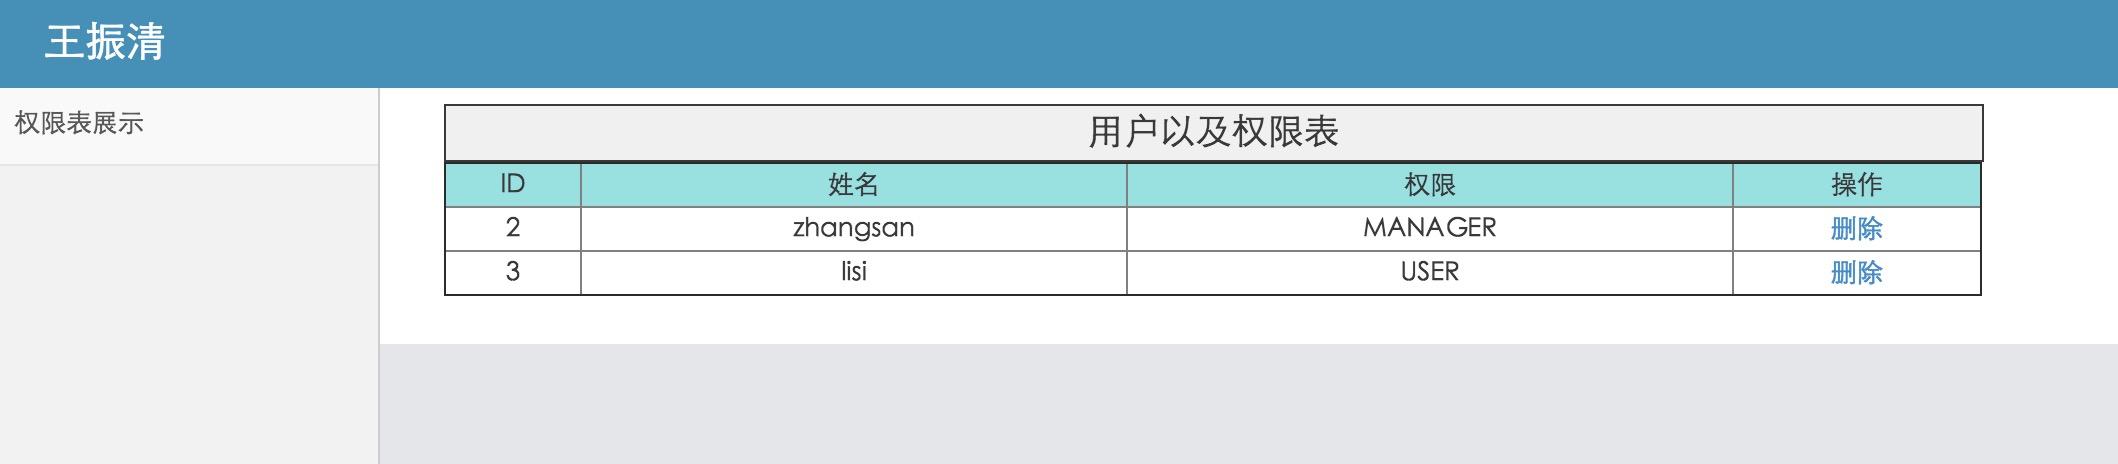 王振清
权限表展示
用户以及权限表
ID 姓名 权限 操作
2 zhangsan MANAGER 删除
3 lisi USER 删除